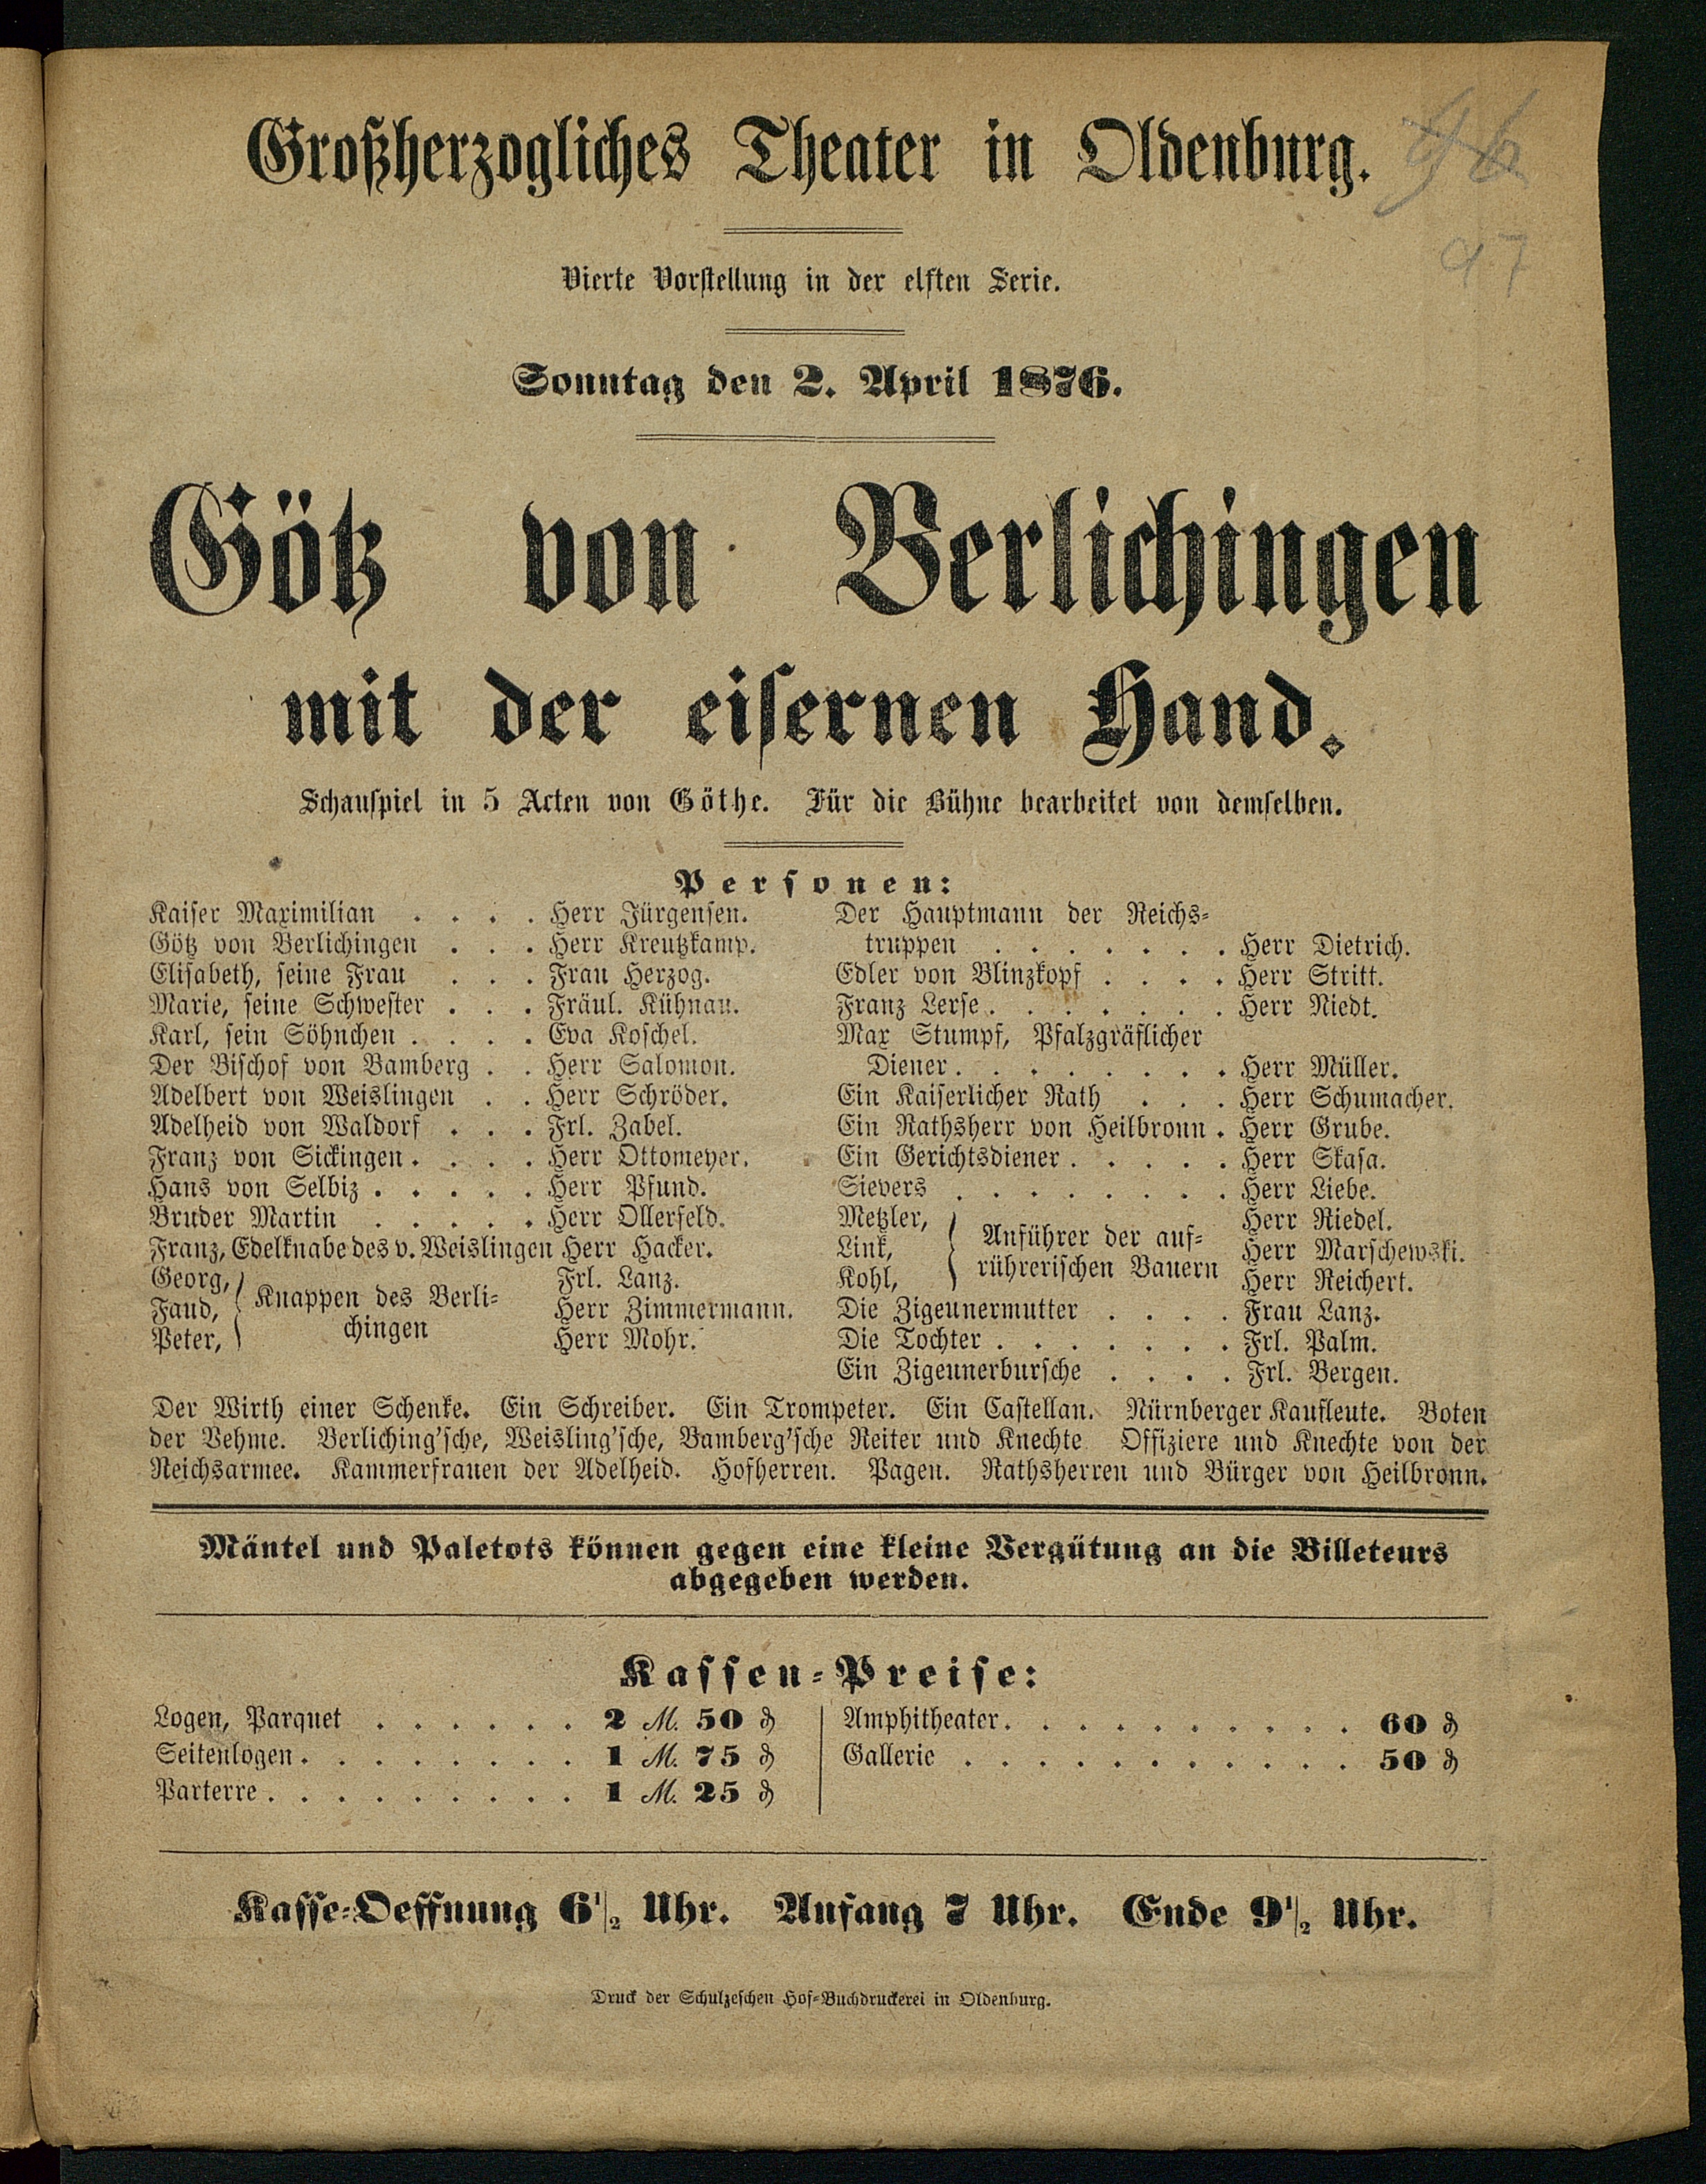 Großherzogliches Theater in Oldenburg.
96
97
Vierte Vorstellung in der elften Serie.
Sonntag den 2. April 1876.
Götz von Berlichingen
mit der eisernen Hand.
Schauspiel in 5 Acten von Göthe. Für die Bühne bearbeitet von demselben.
Personen:
Kaiser Maximilian . . . . Herr Jürgensen.
Götz von Berlichingen . . . Herr Kreutzkamp.
Elisabeth, seine Frau . . . Frau Herzog.
Marie, seine Schwester . . . Fräul. Kühnau.
Karl, sein Söhnchen . . . . Eva Koschel.
Der Bischof von Bamberg . . Herr Salomon.
Adelbert von Weislingen . . Herr Schröder.
Adelheid von Waldorf . . . Frl. Zabel.
Franz von Sickingen . . . . Herr Ottomeyer.
Hans von Selbiz . . . . . Herr Pfund.
Bruder Martin . . . . . Herr Ollerfeld.
Franz, Edelknabe des v. Weislingen Herr Hacker.
Georg, Frl. Lanz.
Faud, Knappen des Berli- Herr Zimmermann.
Peter, chingen Herr Mohr.
Der Hauptmann der Reichs-
truppen . . . . . . . Herr Dietrich.
Edler von Blinzkopf . . . . Herr Stritt.
Franz Lerse . . . . . . . Herr Niedt.
Max Stumpf, Pfalzgräflicher
Diener . . . . . . . . Herr Müller.
Ein Kaiserlicher Rath . . . Herr Schumacher.
Ein Rathsherr von Heilbronn . Herr Grube.
Ein Gerichtsdiener . . . . . Herr Skasa.
Sievers . . . . . . . . Herr Liebe.
Metzler, Herr Riedel.
Link, Anführer der auf- Herr Marschewski.
Kohl, rührerischen Bauern Herr Reichert.
Die Zigeunermutter . . . . Frau Lanz.
Die Tochter . . . . . . . Frl. Palm.
Ein Zigeunerbursche . . . . Frl. Bergen.
Der Wirth einer Schenke. Ein Schreiber. Ein Trompeter. Ein Castellan. Nürnberger Kaufleute. Boten
der Vehme. Berliching'sche, Weisling'sche, Bamberg'sche Reiter und Knechte Offiziere und Knechte von der
Reichsarmee. Kammerfrauen der Adelheid. Hofherren. Pagen. Rathsherren und Bürger von Heilbronn.
Mäntel und Paletots können gegen eine kleine Vergütung an die Billeteurs
abgegeben werden.
Kassen-Preise:
Logen, Parquet . . . . . . 2 M. 50 ₰
Seitenlogen . . . . . . . . 1 M. 75 ₰
Parterre . . . . . . . . . 1 M. 25 ₰
Amphitheater . . . . . . . . . . 60 ₰
Gallerie . . . . . . . . . . . 50 ₰
Kasse-Oeffnung 6 1/2 Uhr. Anfang 7 Uhr. Ende 9 1/2 Uhr.
Druck der Schulzeschen Hof-Buchdruckerei in Oldenburg.